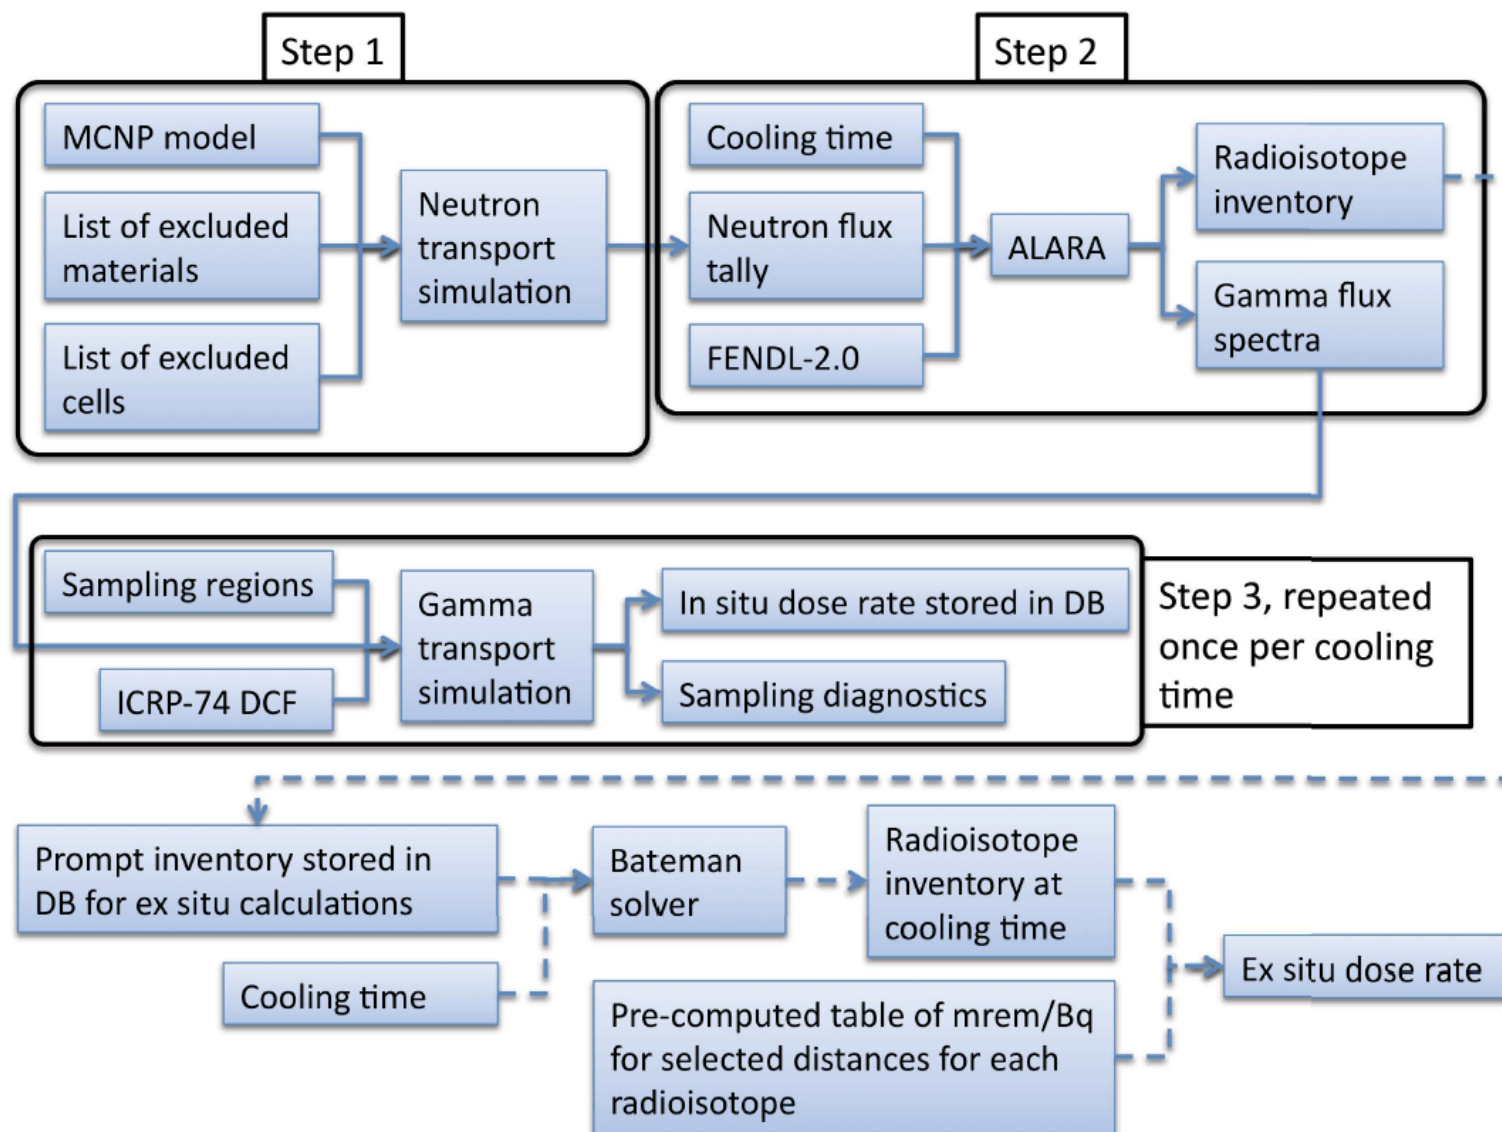 Step 1
MCNP model
List of excluded
materials
List of excluded
cells
Neutron
transport
simulation
Step 2
Cooling time
Neutron flux
tally
FENDL-2.0
ALARA
Radioisotope
inventory
Gamma flux
spectra
Sampling regions
ICRP-74 DCF
Gamma
transport
simulation
In situ dose rate stored in DB
Sampling diagnostics
Step 3, repeated
once per cooling
time
Prompt inventory stored in
DB for ex situ calculations
Cooling time
Bateman
solver
Radioisotope
inventory at
cooling time
Pre-computed table of mrem/Bq
for selected distances for each
radioisotope
Ex situ dose rate